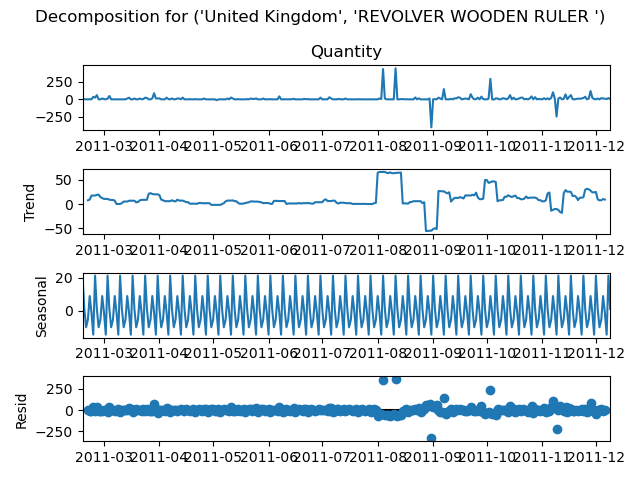 Decomposition for ('United Kingdom', 'REVOLVER WOODEN RULER ')
Quantity
250
0
−250
2011-03 2011-04 2011-05 2011-06 2011-07 2011-08 2011-09 2011-10 2011-11 2011-12
Trend
50
0
−50
2011-03 2011-04 2011-05 2011-06 2011-07 2011-08 2011-09 2011-10 2011-11 2011-12
Seasonal
20
0
2011-03 2011-04 2011-05 2011-06 2011-07 2011-08 2011-09 2011-10 2011-11 2011-12
Resid
250
0
−250
2011-03 2011-04 2011-05 2011-06 2011-07 2011-08 2011-09 2011-10 2011-11 2011-12